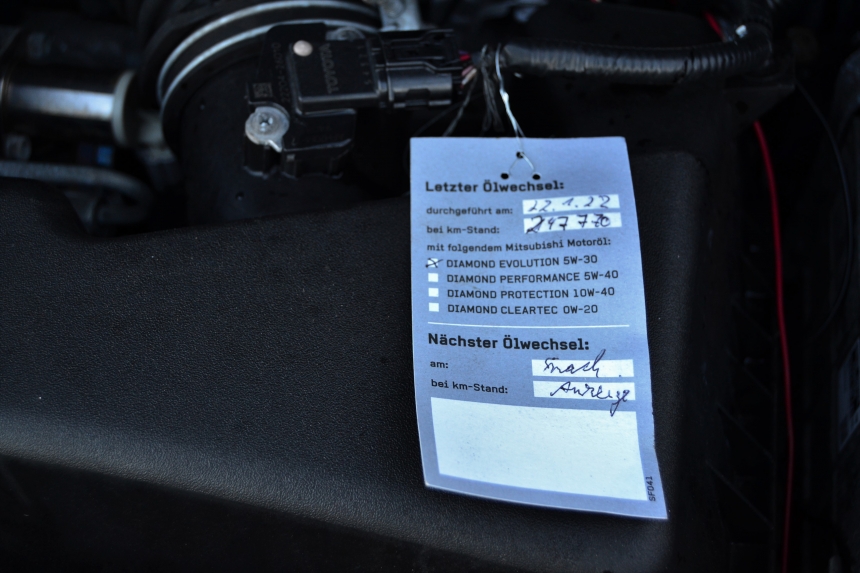 TOYOTA
Letzter Ölwechsel:
durchgeführt am: 22.1.22
bei km-Stand: 247770
mit folgendem Mitsubishi Motoröl:
DIAMOND EVOLUTION 5W-30
DIAMOND PERFORMANCE 5W-40
DIAMOND PROTECTION 10W-40
DIAMOND CLEARTEC 0W-20
Nächster Ölwechsel:
am: nach
bei km-Stand: Anzeige
SFD41